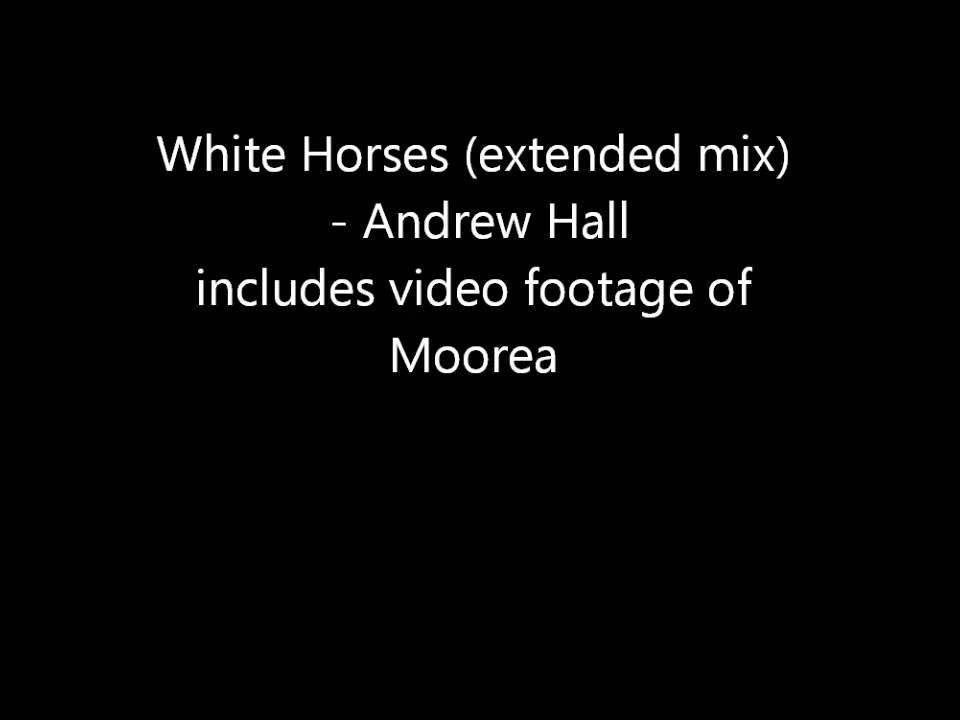 White Horses (extended mix)
- Andrew Hall
includes video footage of
Moorea